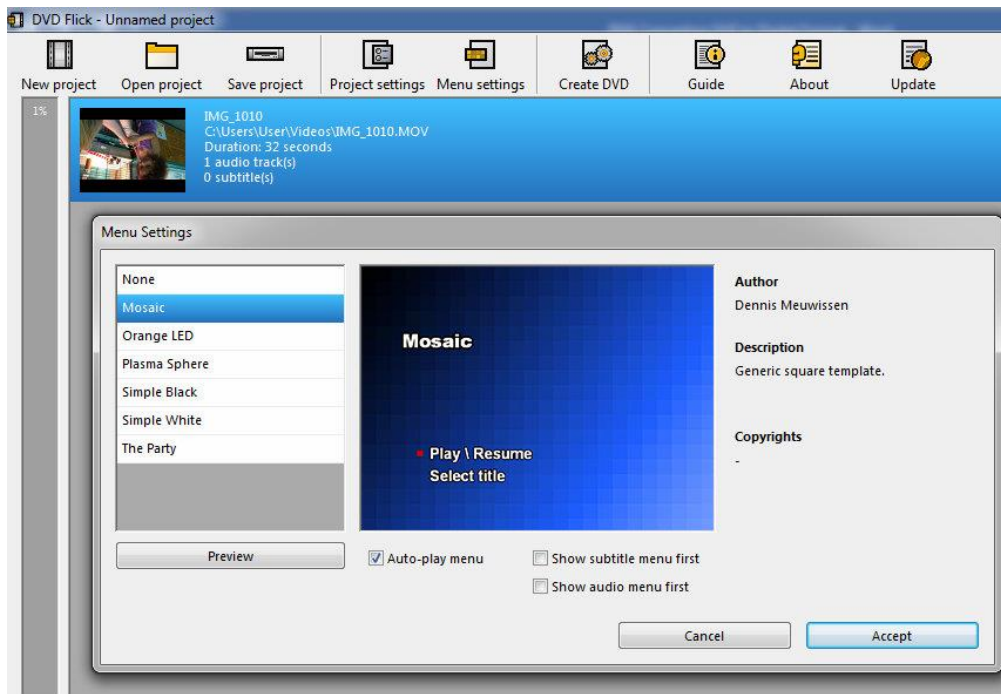 DVD Flick - Unnamed project
New project Open project Save project Project settings Menu settings Create DVD Guide About Update
1%
IMG_1010
C:\Users\User\Videos\IMG_1010.MOV
Duration: 32 seconds
1 audio track(s)
0 subtitle(s)
Menu Settings
None
Mosaic
Orange LED
Plasma Sphere
Simple Black
Simple White
The Party
Preview
Mosaic
Play \ Resume
Select title
Auto-play menu
Show subtitle menu first
Show audio menu first
Author
Dennis Meuwissen
Description
Generic square template.
Copyrights
-
Cancel
Accept